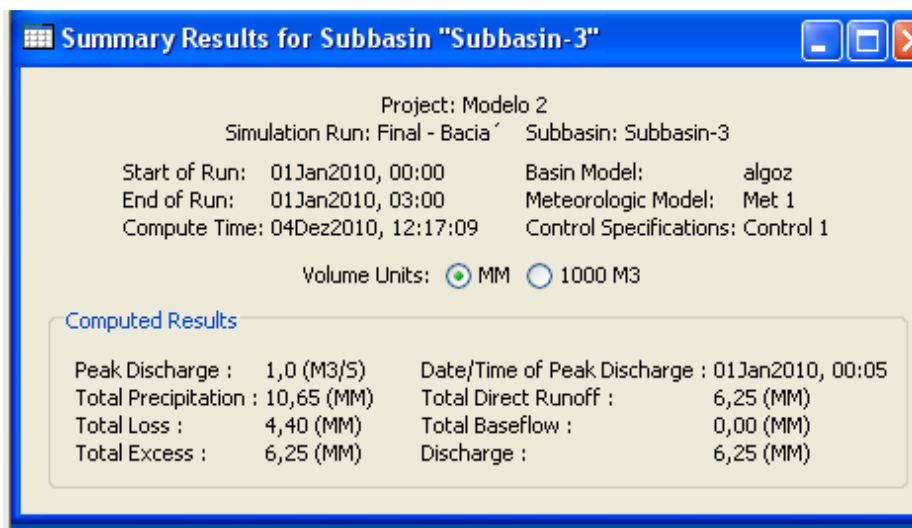 Summary Results for Subbasin "Subbasin-3"
Project: Modelo 2
Simulation Run: Final - Bacia´ Subbasin: Subbasin-3
Start of Run: 01Jan2010, 00:00 Basin Model: algoz
End of Run: 01Jan2010, 03:00 Meteorologic Model: Met 1
Compute Time: 04Dez2010, 12:17:09 Control Specifications: Control 1
Volume Units: MM 1000 M3
Computed Results
Peak Discharge : 1,0 (M3/S) Date/Time of Peak Discharge : 01Jan2010, 00:05
Total Precipitation : 10,65 (MM) Total Direct Runoff : 6,25 (MM)
Total Loss : 4,40 (MM) Total Baseflow : 0,00 (MM)
Total Excess : 6,25 (MM) Discharge : 6,25 (MM)